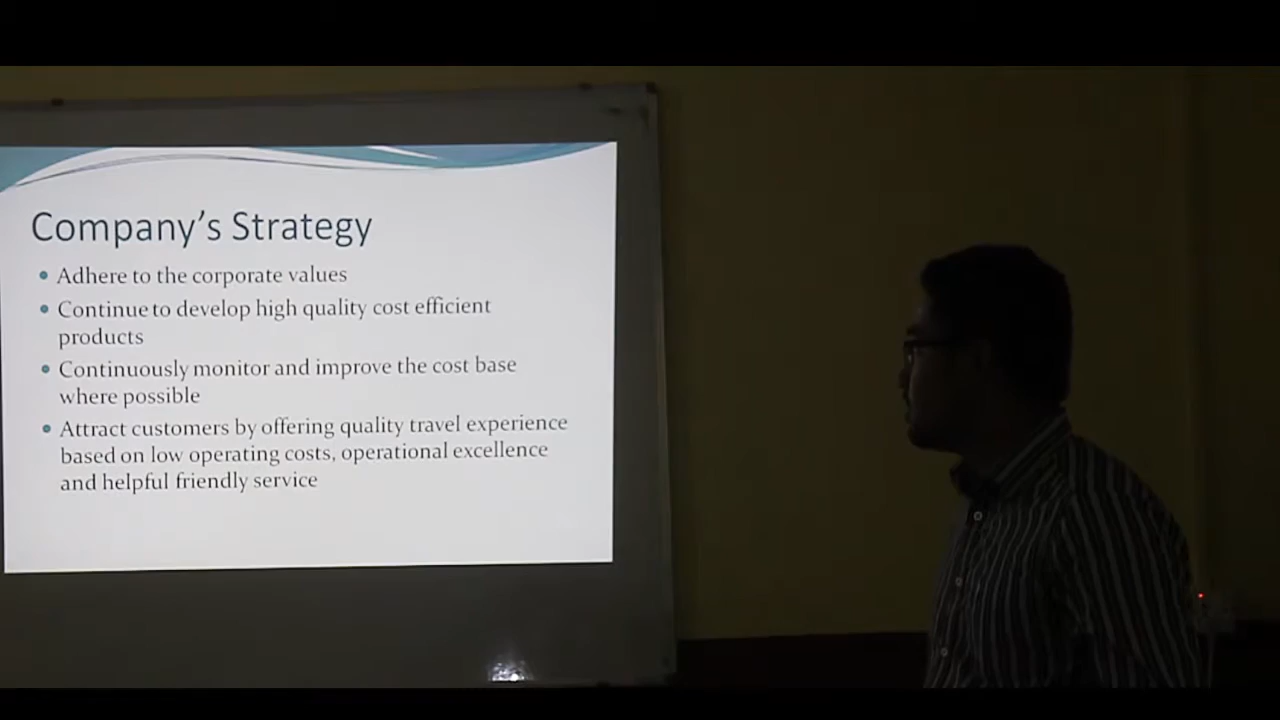 Company's Strategy
Adhere to the corporate values
Continue to develop high quality cost efficient
products
Continuously monitor and improve the cost base
where possible
Attract customers by offering quality travel experience
based on low operating costs, operational excellence
and helpful friendly service